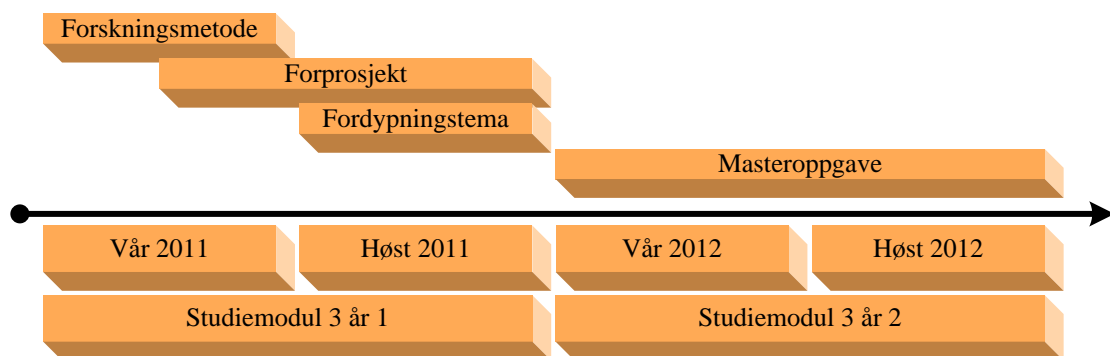 Forskningsmetode
Forprosjekt
Fordypningstema
Masteroppgave
Vår 2011
Høst 2011
Vår 2012
Høst 2012
Studiemodul 3 år 1
Studiemodul 3 år 2